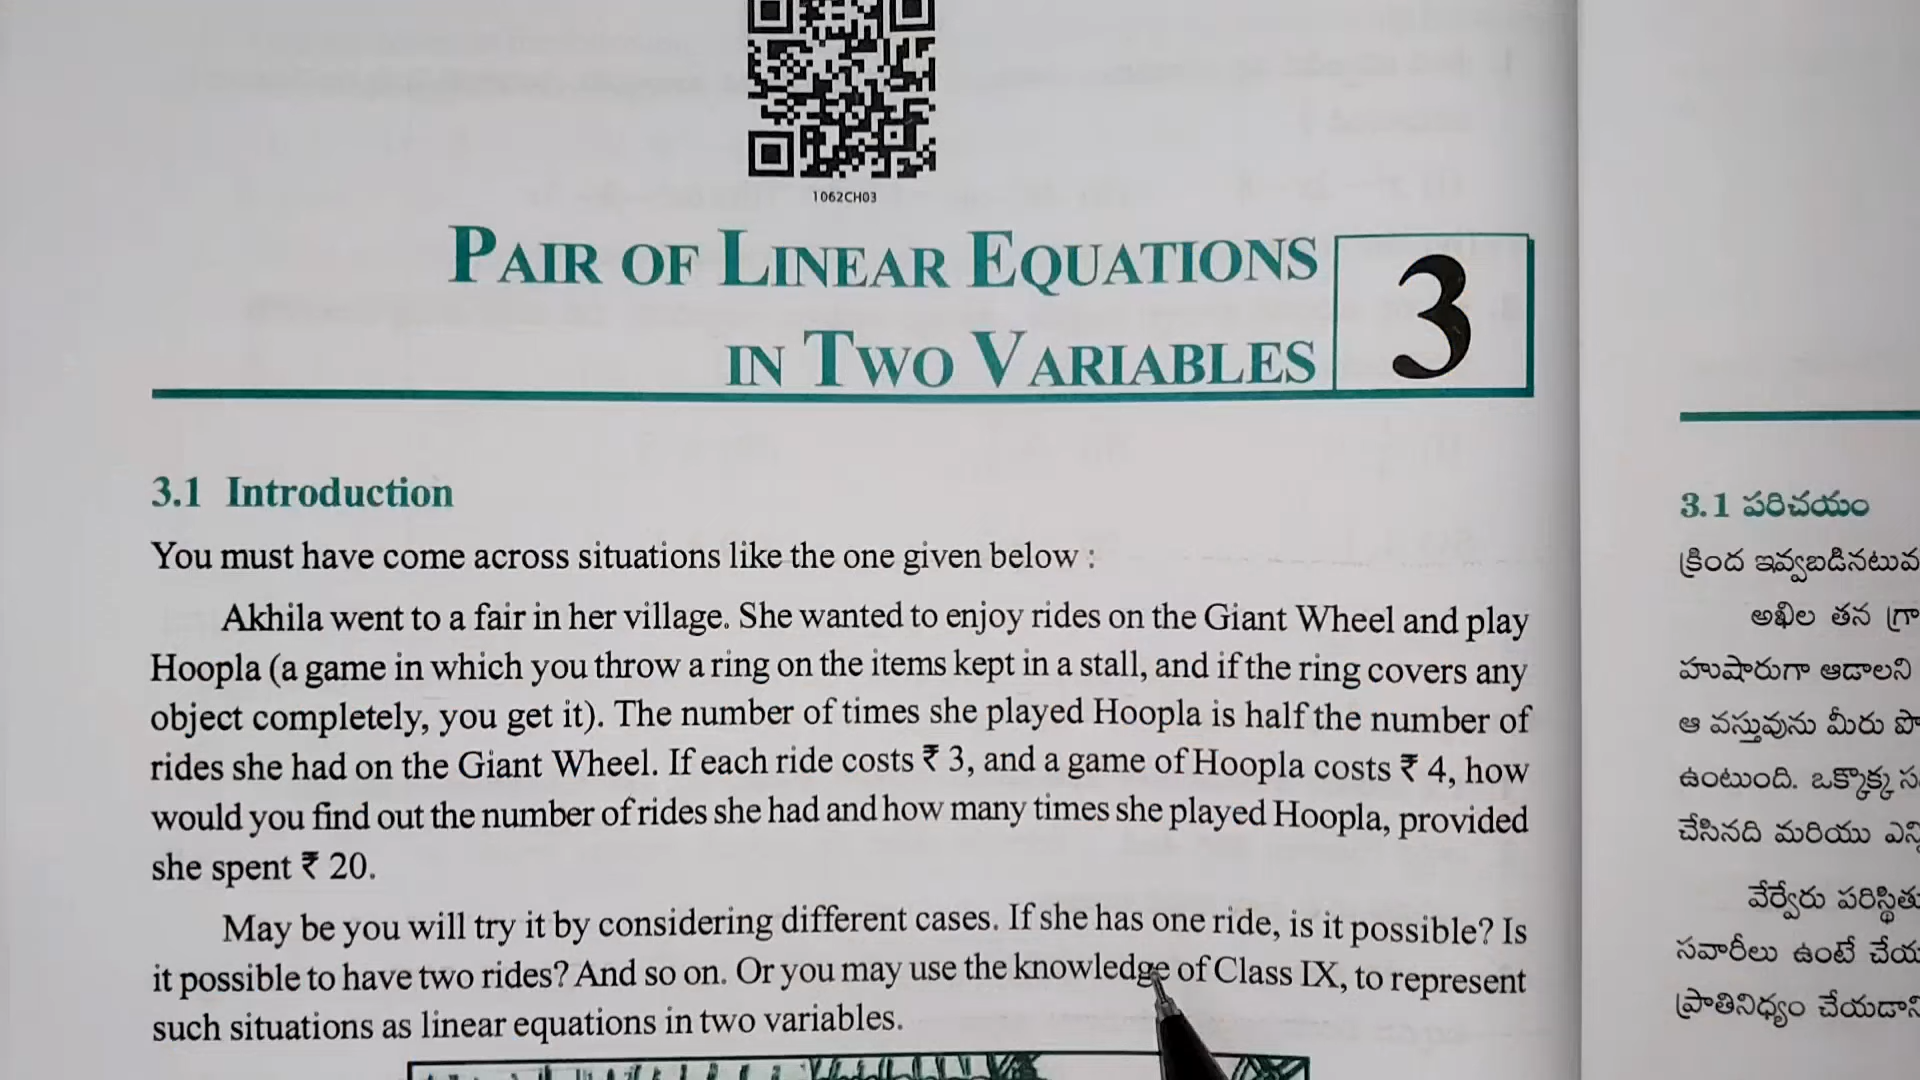 1062CH03
PAIR OF LINEAR EQUATIONS
IN TWO VARIABLES
3
3.1 Introduction
You must have come across situations like the one given below :
Akhila went to a fair in her village. She wanted to enjoy rides on the Giant Wheel and play
Hoopla (a game in which you throw a ring on the items kept in a stall, and if the ring covers any
object completely, you get it). The number of times she played Hoopla is half the number of
rides she had on the Giant Wheel. If each ride costs ₹ 3, and a game of Hoopla costs ₹ 4, how
would you find out the number of rides she had and how many times she played Hoopla, provided
she spent ₹ 20.
May be you will try it by considering different cases. If she has one ride, is it possible? Is
it possible to have two rides? And so on. Or you may use the knowledge of Class IX, to represent
such situations as linear equations in two variables.
3.1 పరిచయం
క్రింద ఇవ్వబడినటువ
అఖిల తన గ్రా
హుషారుగా ఆడాలని
ఆ వస్తువును మీరు పొ
ఉంటుంది. ఒక్కొక్క స
చేసినది మరియు ఎన్ని
వేర్వేరు పరిస్థితు
సవారీలు ఉంటే చేయ
ప్రాతినిధ్యం చేయడాని